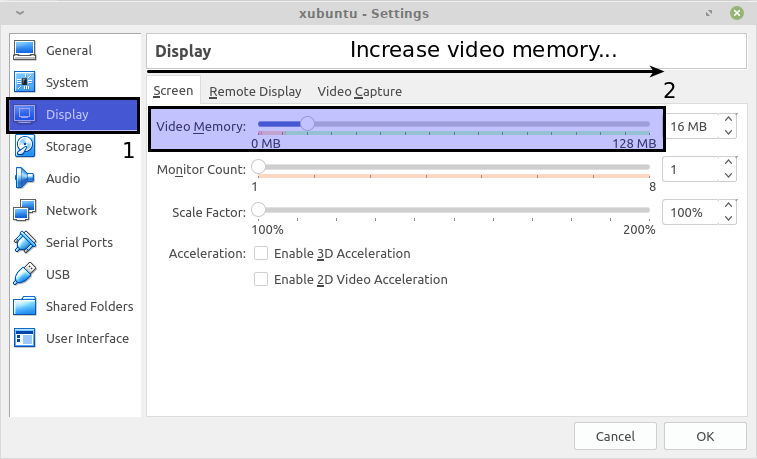 xubuntu - Settings
General
System
Display
1
Storage
Audio
Network
Serial Ports
USB
Shared Folders
User Interface
Display
Increase video memory...
2
Screen Remote Display Video Capture
Video Memory: 16 MB
0 MB 128 MB
Monitor Count: 1
1 8
Scale Factor: 100%
100% 200%
Acceleration: Enable 3D Acceleration
Enable 2D Video Acceleration
Cancel OK